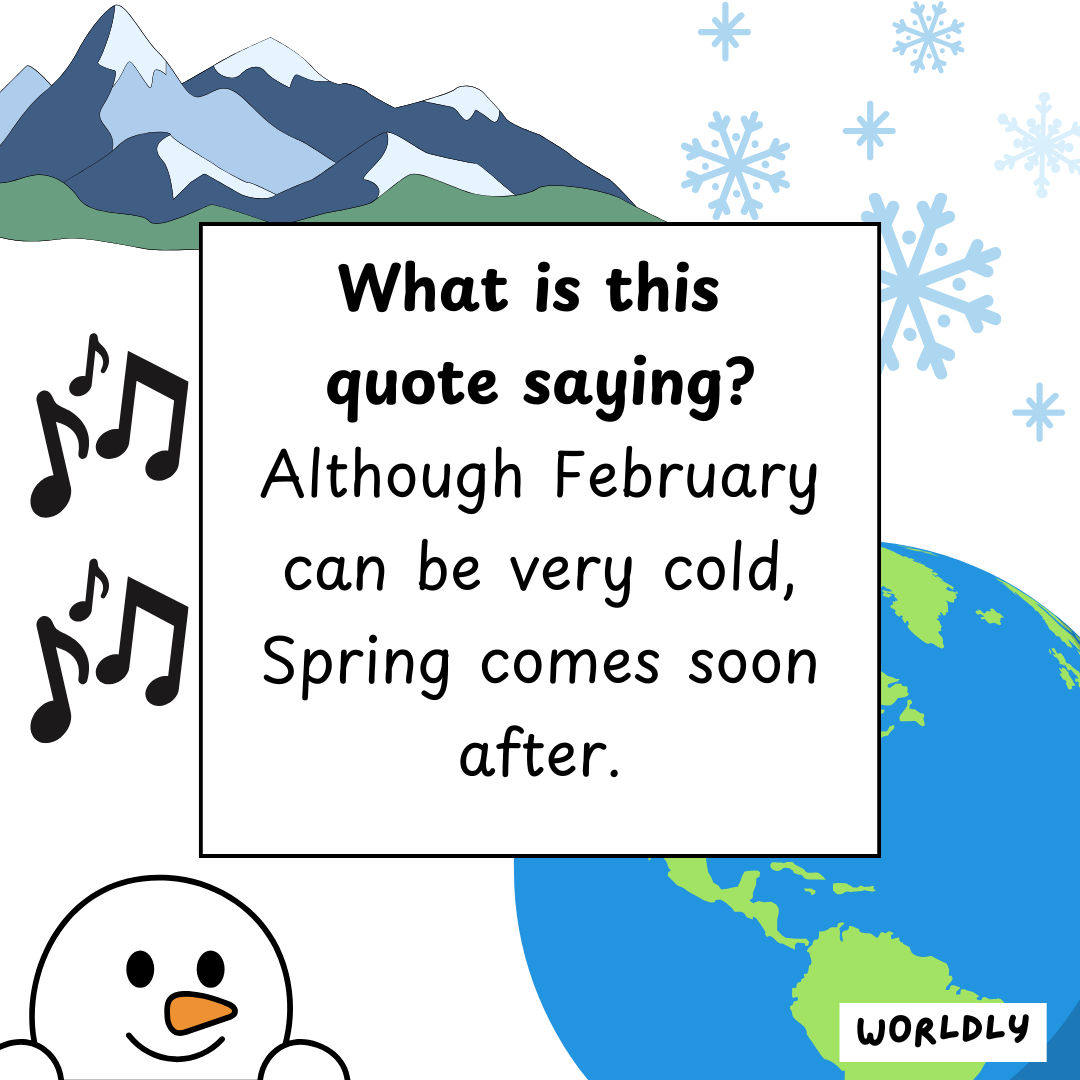 What is this
quote saying?
Although February
can be very cold,
Spring comes soon
after.
WORLDLY